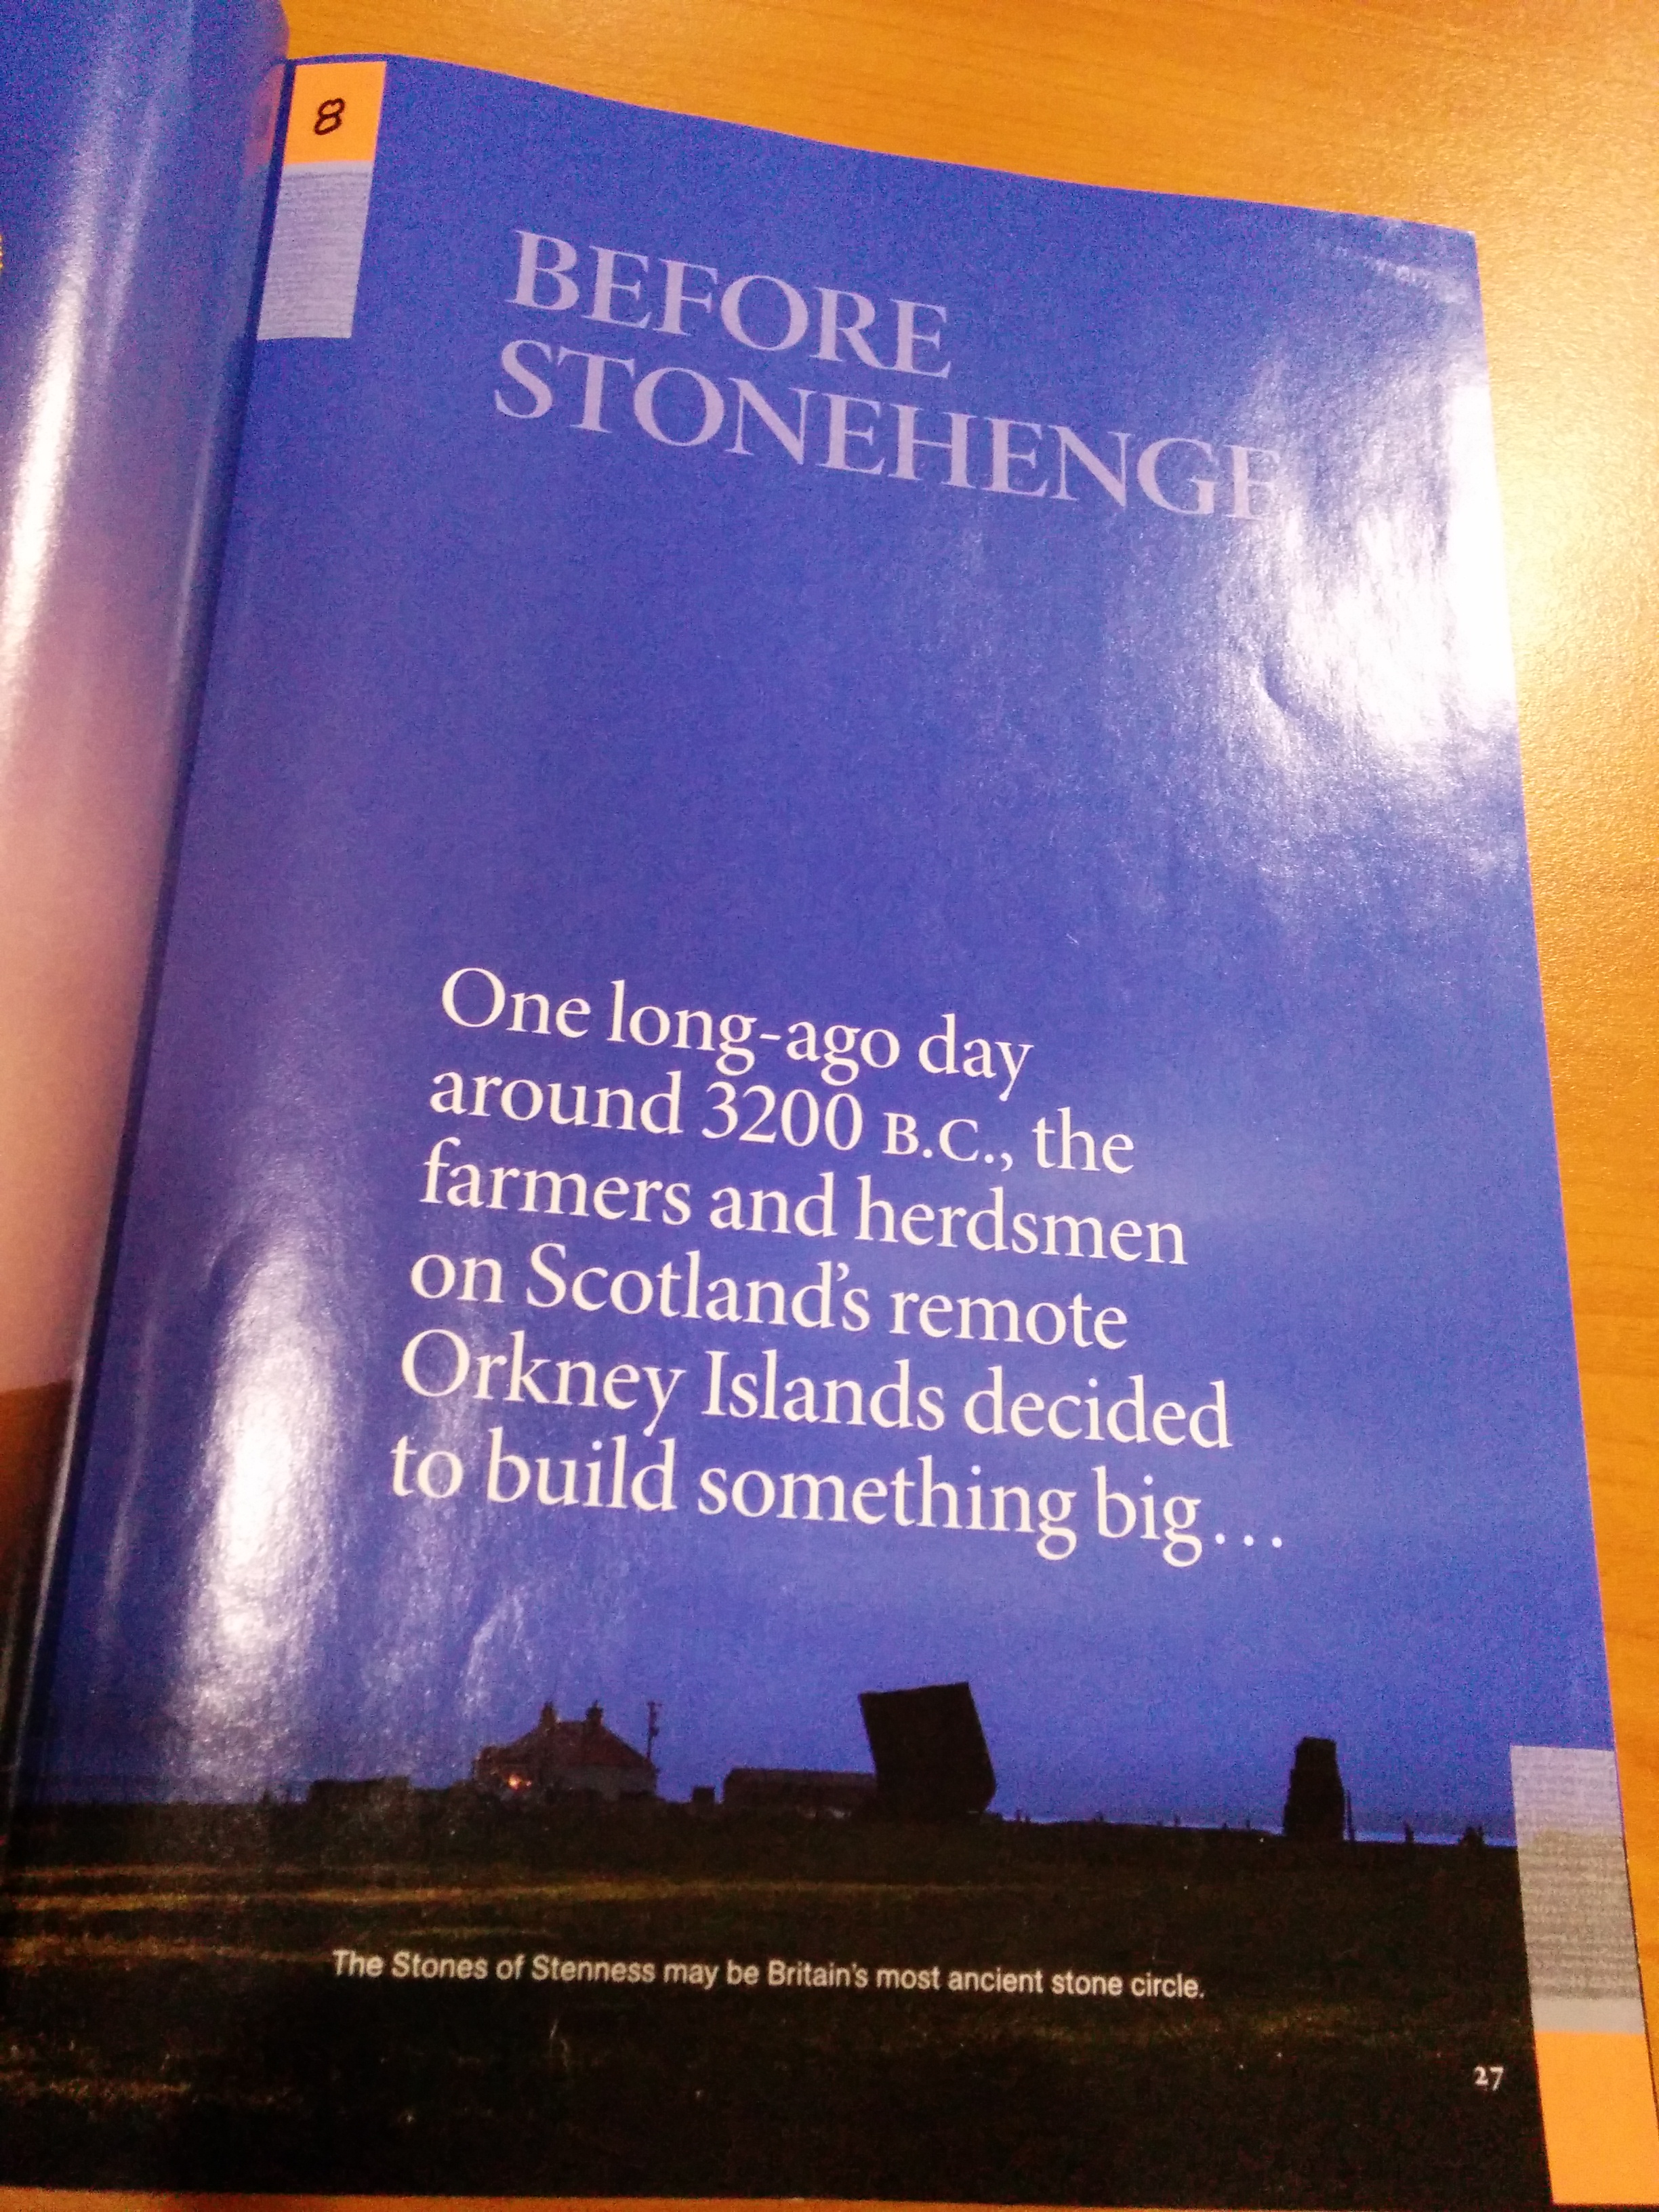 8
BEFORE
STONEHENGE
One long-ago day
around 3200 B.C., the
farmers and herdsmen
on Scotland's remote
Orkney Islands decided
to build something big...
The Stones of Stenness may be Britain's most ancient stone circle.
27